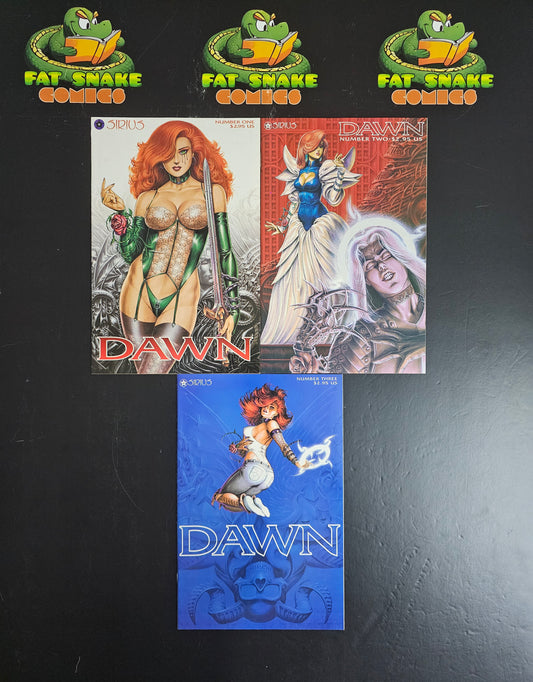 FAT SNAKE
COMICS
FAT SNAKE
COMICS
FAT SNAKE
COMICS
SIRIUS
NUMBER ONE
$2.95 US
DAWN
SIRIUS
DAWN
NUMBER TWO • $2.95 US
SIRIUS
NUMBER THREE
$2.95 US
DAWN